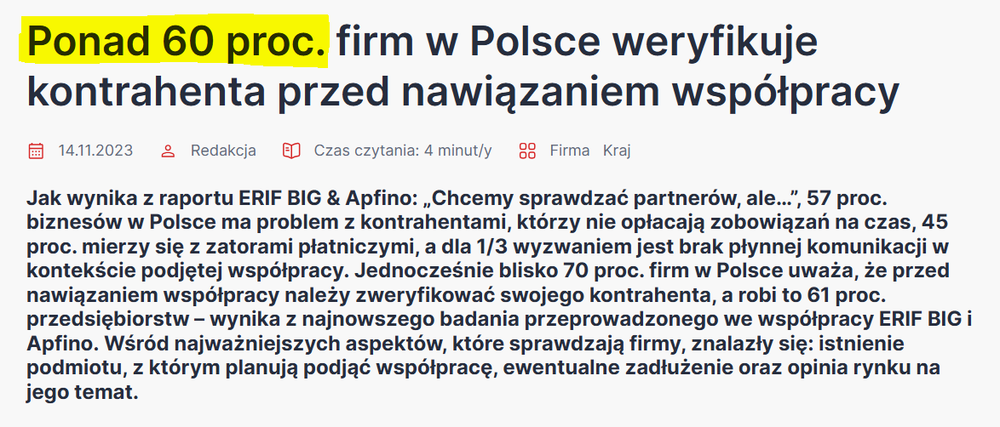 Ponad 60 proc. firm w Polsce weryfikuje
kontrahenta przed nawiązaniem współpracy
14.11.2023 Redakcja Czas czytania: 4 minut/y Firma Kraj
Jak wynika z raportu ERIF BIG & Apfino: „Chcemy sprawdzać partnerów, ale…”, 57 proc.
biznesów w Polsce ma problem z kontrahentami, którzy nie opłacają zobowiązań na czas, 45
proc. mierzy się z zatorami płatniczymi, a dla 1/3 wyzwaniem jest brak płynnej komunikacji w
kontekście podjętej współpracy. Jednocześnie blisko 70 proc. firm w Polsce uważa, że przed
nawiązaniem współpracy należy zweryfikować swojego kontrahenta, a robi to 61 proc.
przedsiębiorstw – wynika z najnowszego badania przeprowadzonego we współpracy ERIF BIG i
Apfino. Wśród najważniejszych aspektów, które sprawdzają firmy, znalazły się: istnienie
podmiotu, z którym planują podjąć współpracę, ewentualne zadłużenie oraz opinia rynku na
jego temat.